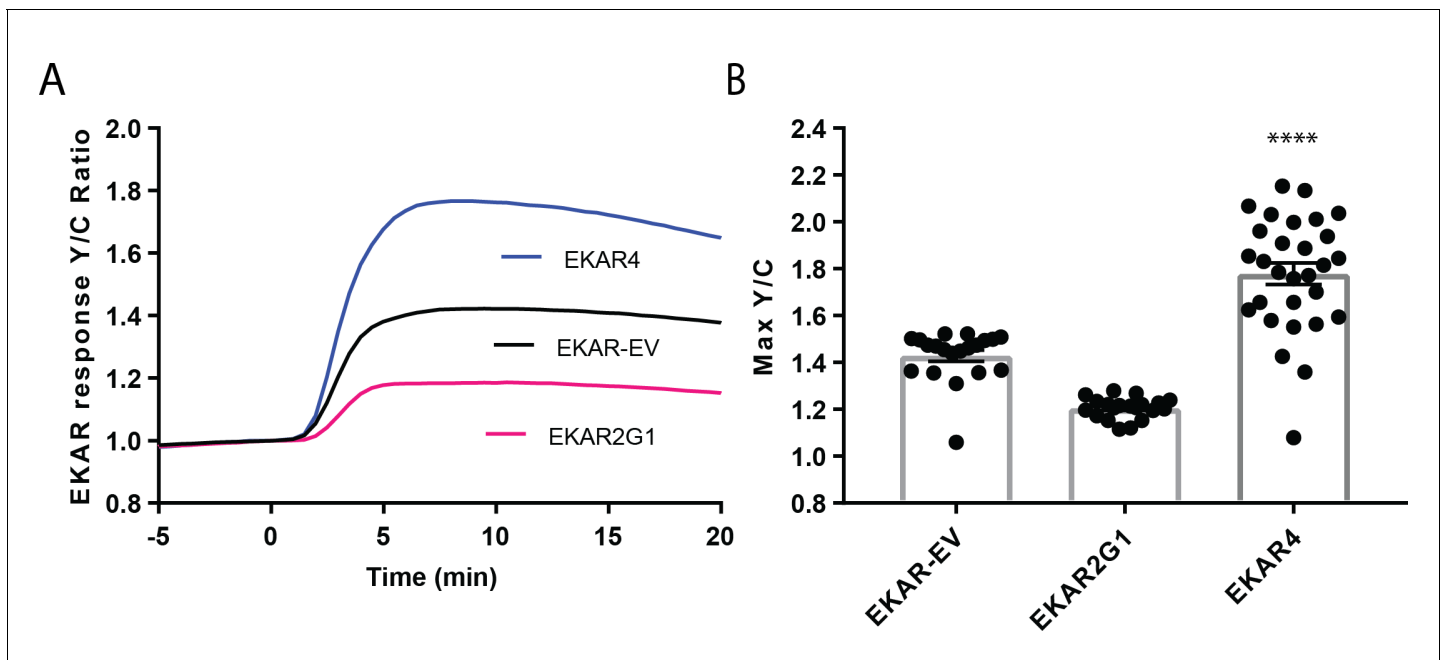 A
EKAR response Y/C Ratio
2.0
1.8
1.6
1.4
1.2
1.0
0.8
-5
0
5
10
15
20
Time (min)
EKAR4
EKAR-EV
EKAR2G1
B
Max Y/C
2.4
2.2
2.0
1.8
1.6
1.4
1.2
1.0
0.8
****
EKAR-EV
EKAR2G1
EKAR4